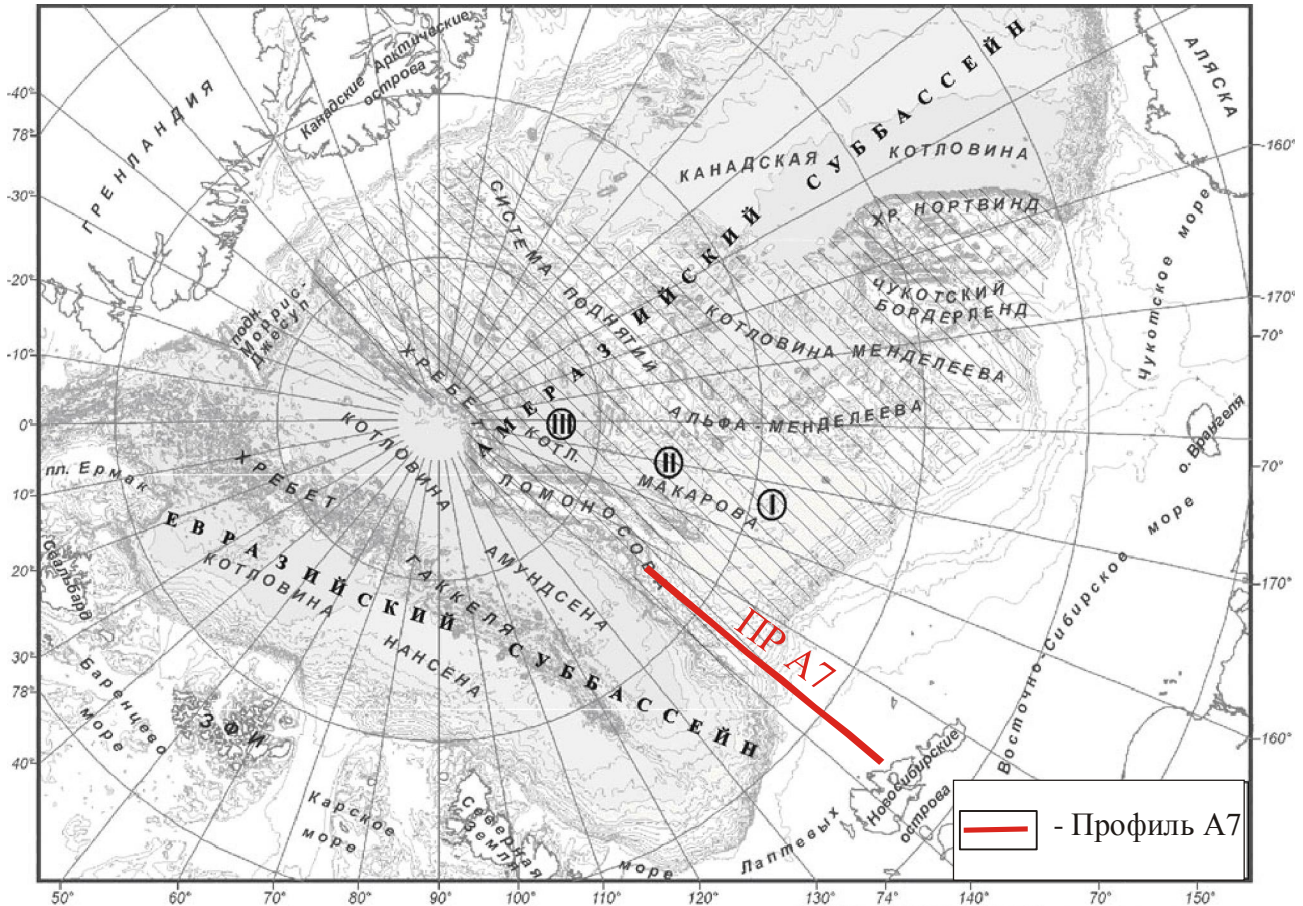 ГРЕНЛАНДИЯ
Канадские Арктические
острова
АЛЯСКА
-40°
78°
-30°
-20°
-10°
0°
10°
20°
30°
78°
40°
160°
170°
-70°
70°
170°
160°
АМЕРАЗИЙСКИЙ СУББАССЕЙН
КАНАДСКАЯ КОТЛОВИНА
ХР. НОРТВИНД
ЧУКОТСКИЙ
БОРДЕРЛЕНД
СИСТЕМА ПОДНЯТИЙ
АЛЬФА - МЕНДЕЛЕЕВА
КОТЛОВИНА МЕНДЕЛЕЕВА
Чукотское море
о. Врангеля
подн.
Моррис-
Джесуп
ХРЕБЕТ
ЛОМОНОСОВА
КОТЛ.
МАКАРОВА
III
II
I
КОТЛОВИНА
АМУНДСЕНА
пл. Ермак
ХРЕБЕТ
ГАККЕЛЯ
ЕВРАЗИЙСКИЙ СУББАССЕЙН
КОТЛОВИНА
НАНСЕНА
Свальбард
Баренцево
море
ЗФИ
Карское
море
Северная
Земля
море Лаптевых
Новосибирские
острова
Восточно-Сибирское море
ПР А7
- Профиль А7
50°
60°
70°
80°
90°
100°
110°
120°
130°
74°
140°
70°
150°